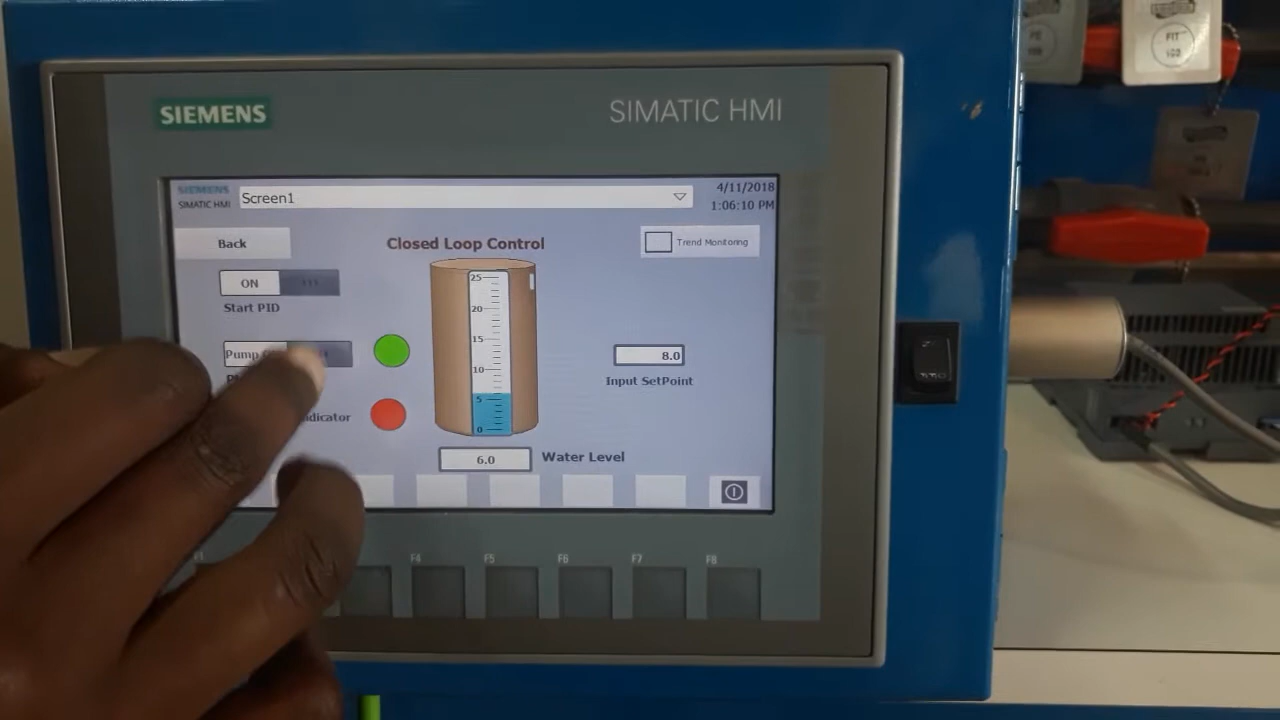 SIEMENS
SIMATIC HMI
SIEMENS
SIMATIC HMI
Screen1
4/11/2018
1:06:10 PM
Back
Closed Loop Control
Trend Monitoring
ON
Start PID
Pump
25
20
15
10
5
0
8.0
Input SetPoint
6.0
Water Level
F4
F5
F6
F7
F8
FIT